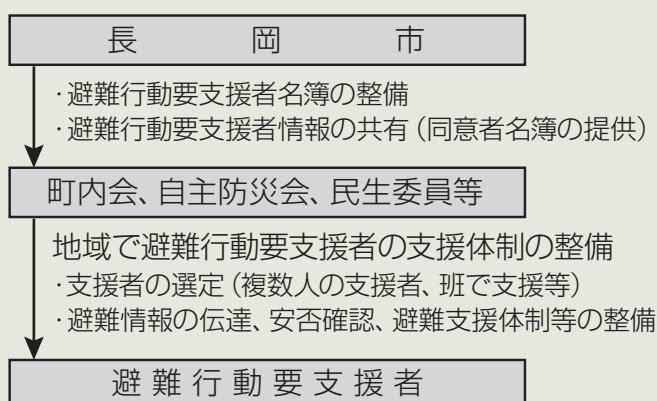 長岡市
・避難行動要支援者名簿の整備
・避難行動要支援者情報の共有（同意者名簿の提供）
町内会、自主防災会、民生委員等
地域で避難行動要支援者の支援体制の整備
・支援者の選定（複数人の支援者、班で支援等）
・避難情報の伝達、安否確認、避難支援体制等の整備
避難行動要支援者